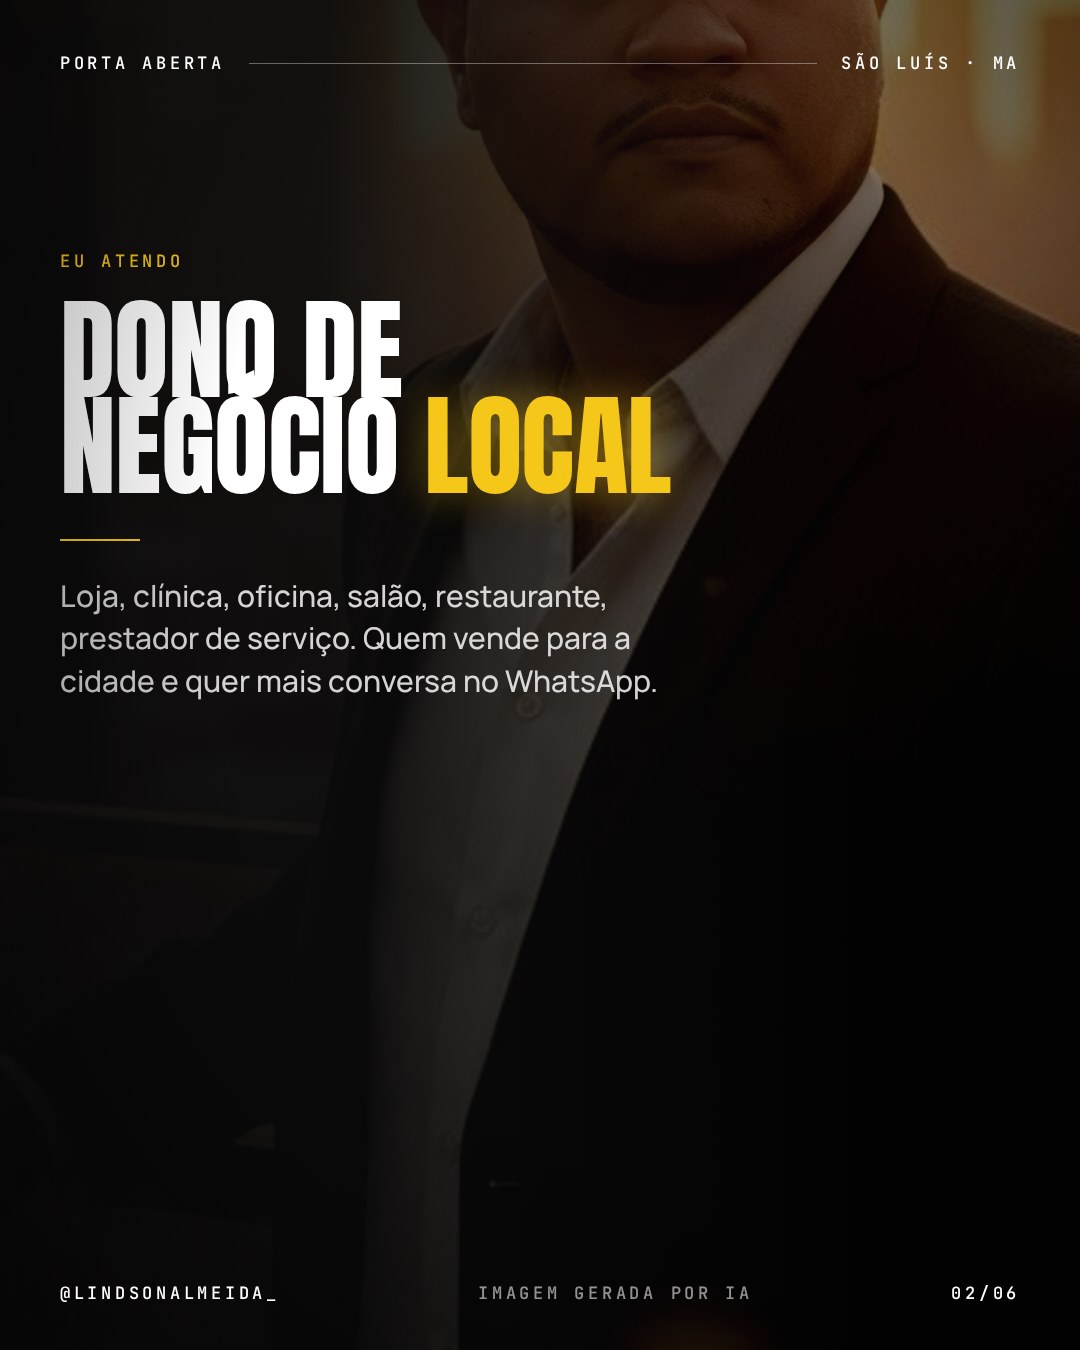 PORTA ABERTA
SÃO LUÍS · MA
EU ATENDO
DONO DE
NEGÓCIO LOCAL
Loja, clínica, oficina, salão, restaurante,
prestador de serviço. Quem vende para a
cidade e quer mais conversa no WhatsApp.
@LINDSONALMEIDA_
IMAGEM GERADA POR IA
02/06